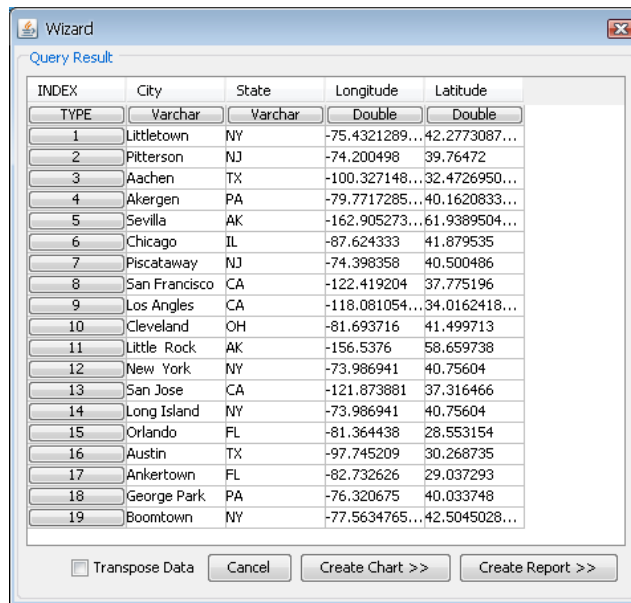 Wizard
Query Result
INDEX City State Longitude Latitude
TYPE Varchar Varchar Double Double
1 Littletown NY -75.4321289... 42.2773087...
2 Pitterson NJ -74.200498 39.76472
3 Aachen TX -100.327148... 32.4726950...
4 Akergen PA -79.7717285... 40.1620833...
5 Sevilla AK -162.905273... 61.9389504...
6 Chicago IL -87.624333 41.879535
7 Piscataway NJ -74.398358 40.500486
8 San Francisco CA -122.419204 37.775196
9 Los Angles CA -118.081054... 34.0162418...
10 Cleveland OH -81.693716 41.499713
11 Little Rock AK -156.5376 58.659738
12 New York NY -73.986941 40.75604
13 San Jose CA -121.873881 37.316466
14 Long Island NY -73.986941 40.75604
15 Orlando FL -81.364438 28.553154
16 Austin TX -97.745209 30.268735
17 Ankertown FL -82.732626 29.037293
18 George Park PA -76.320675 40.033748
19 Boomtown NY -77.5634765... 42.5045028...
Transpose Data Cancel Create Chart >> Create Report >>